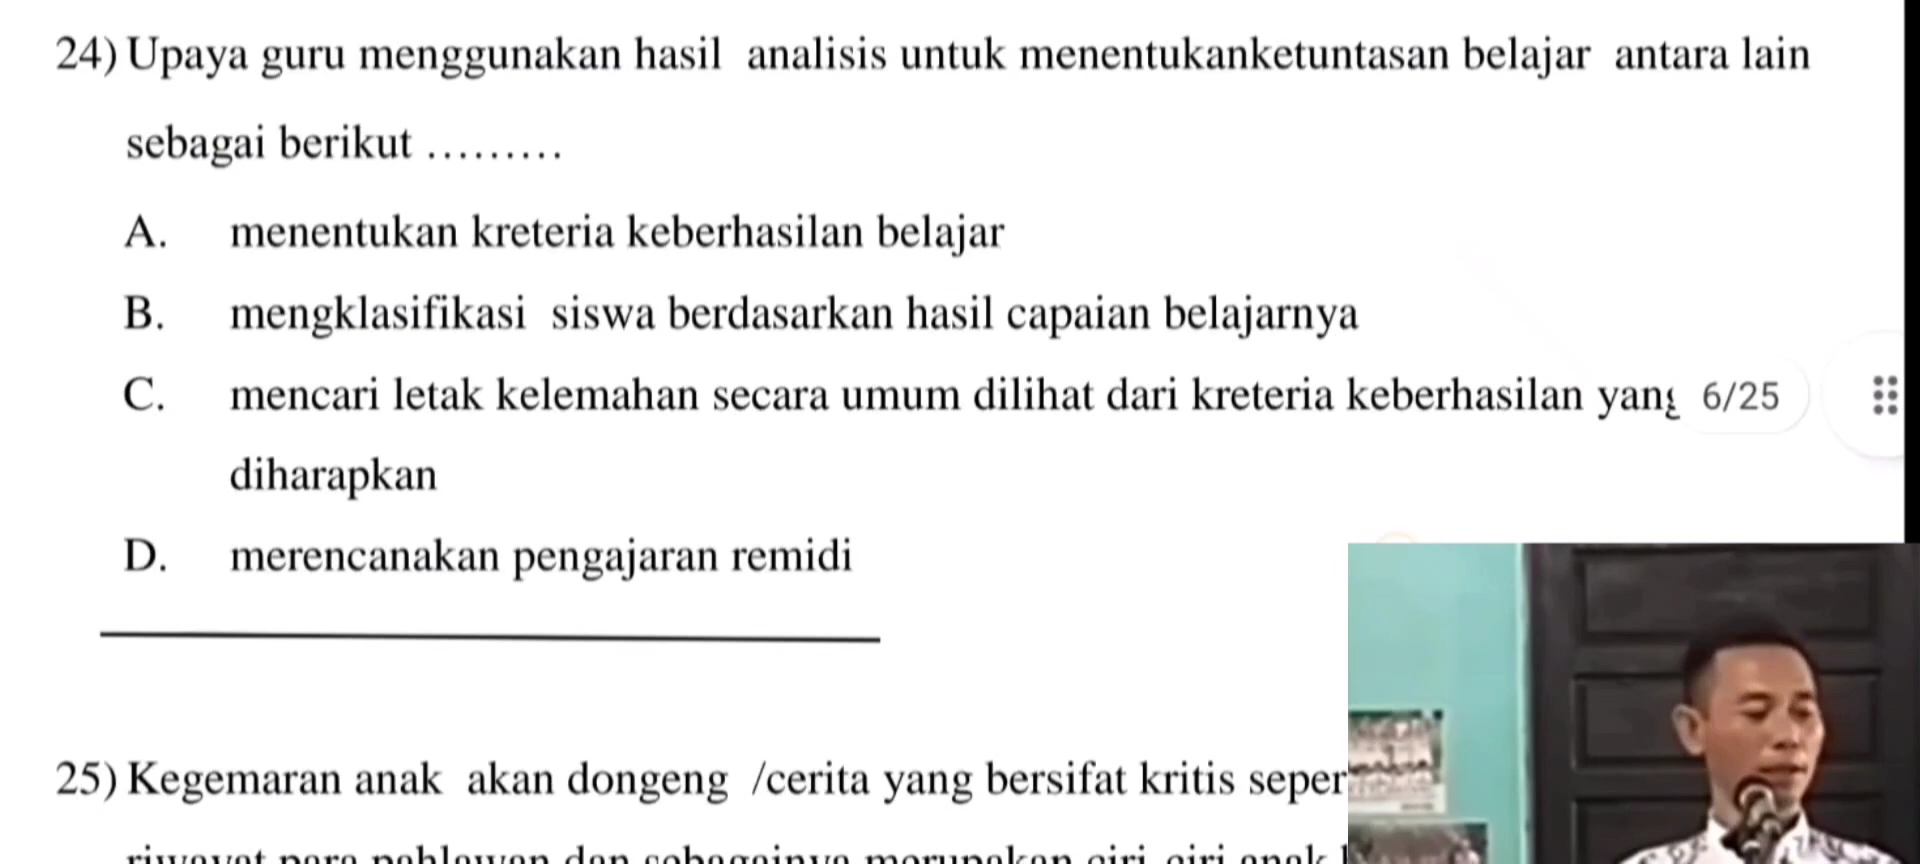 24) Upaya guru menggunakan hasil analisis untuk menentukanketuntasan belajar antara lain
sebagai berikut .........
A. menentukan kreteria keberhasilan belajar
B. mengklasifikasi siswa berdasarkan hasil capaian belajarnya
C. mencari letak kelemahan secara umum dilihat dari kreteria keberhasilan yang 6/25
diharapkan
D. merencanakan pengajaran remidi
25) Kegemaran anak akan dongeng /cerita yang bersifat kritis seper